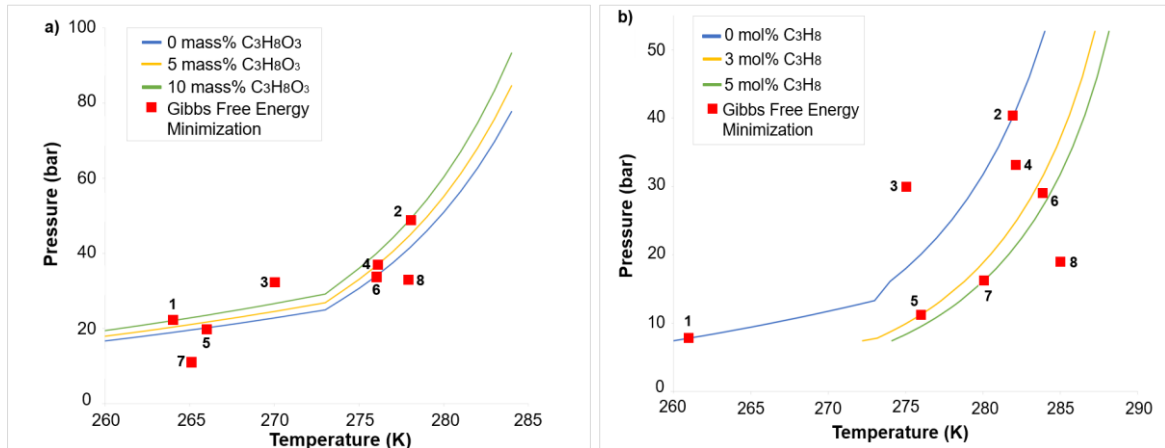 a)
100
80
60
40
20
0
Pressure (bar)
0 mass% C₃H₈O₃
5 mass% C₃H₈O₃
10 mass% C₃H₈O₃
Gibbs Free Energy
Minimization
1
2
3
4
5
6
7
8
260 265 270 275 280 285
Temperature (K)
b)
50
40
30
20
10
0
Pressure (bar)
0 mol% C₃H₈
3 mol% C₃H₈
5 mol% C₃H₈
Gibbs Free Energy
Minimization
1
2
3
4
5
6
7
8
260 265 270 275 280 285 290
Temperature (K)